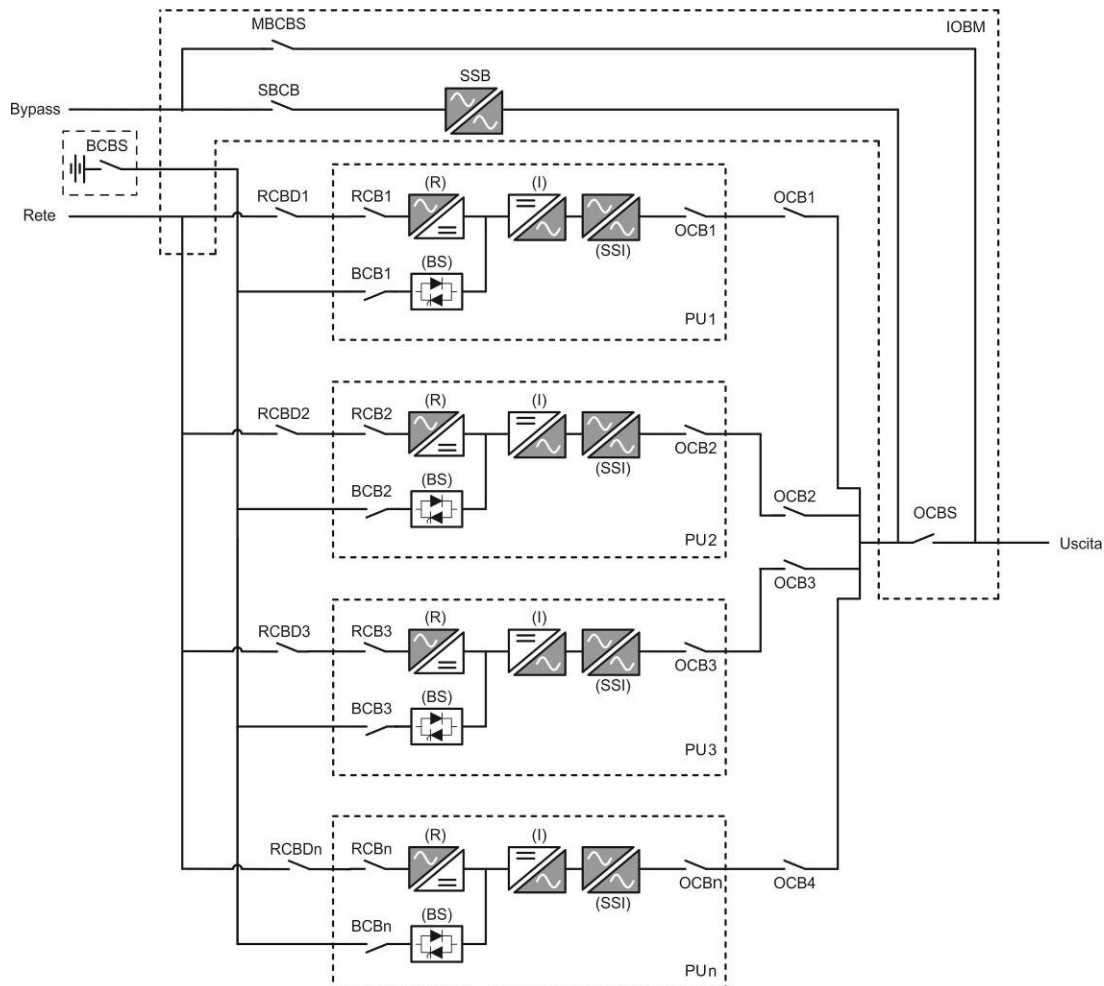 MBCBS
IOBM
SBCB
SSB
Bypass
BCBS
Rete
RCBD1
RCB1
(R)
(I)
(SSI)
OCB1
OCB1
BCB1
(BS)
PU1
RCBD2
RCB2
(R)
(I)
(SSI)
OCB2
OCB2
BCB2
(BS)
PU2
OCBS
Uscita
RCBD3
RCB3
(R)
(I)
(SSI)
OCB3
OCB3
BCB3
(BS)
PU3
RCBDn
RCBn
(R)
(I)
(SSI)
OCBn
OCB4
BCBn
(BS)
PUn